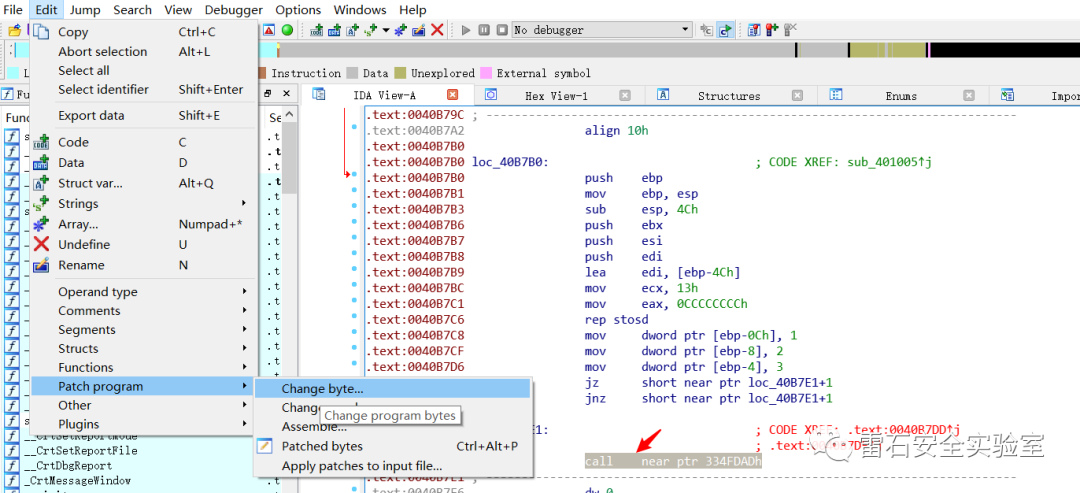 File Edit Jump Search View Debugger Options Windows Help
Copy Ctrl+C
Abort selection Alt+L
Select all
Select identifier Shift+Enter
Export data Shift+E
Code C
Data D
Struct var... Alt+Q
Strings
Array... Numpad+*
Undefine U
Rename N
Operand type
Comments
Segments
Structs
Functions
Patch program
Other
Plugins
Change byte...
Change program bytes
Assemble...
Patched bytes Ctrl+Alt+P
Apply patches to input file...
No debugger
Instruction Data Unexplored External symbol
IDA View-A Hex View-1 Structures Enums Impor
__CrtSetReportMode
__CrtSetReportFile
__CrtDbgReport
_CrtMessageWindow
.text:0040B79C ; ---------------------------------------------------------------------------
.text:0040B7A2 align 10h
.text:0040B7B0
.text:0040B7B0 loc_40B7B0: ; CODE XREF: sub_401005↑j
.text:0040B7B0 push ebp
.text:0040B7B1 mov ebp, esp
.text:0040B7B3 sub esp, 4Ch
.text:0040B7B6 push ebx
.text:0040B7B7 push esi
.text:0040B7B8 push edi
.text:0040B7B9 lea edi, [ebp-4Ch]
.text:0040B7BC mov ecx, 13h
.text:0040B7C1 mov eax, 0CCCCCCCCh
.text:0040B7C6 rep stosd
.text:0040B7C8 mov dword ptr [ebp-0Ch], 1
.text:0040B7CF mov dword ptr [ebp-8], 2
.text:0040B7D6 mov dword ptr [ebp-4], 3
jz short near ptr loc_40B7E1+1
jnz short near ptr loc_40B7E1+1
E1: ; CODE XREF: .text:0040B7DD↑j
; .text:0040B7D
call near ptr 334FDADh
.text:0040B7E6 dw 0
雷石安全实验室